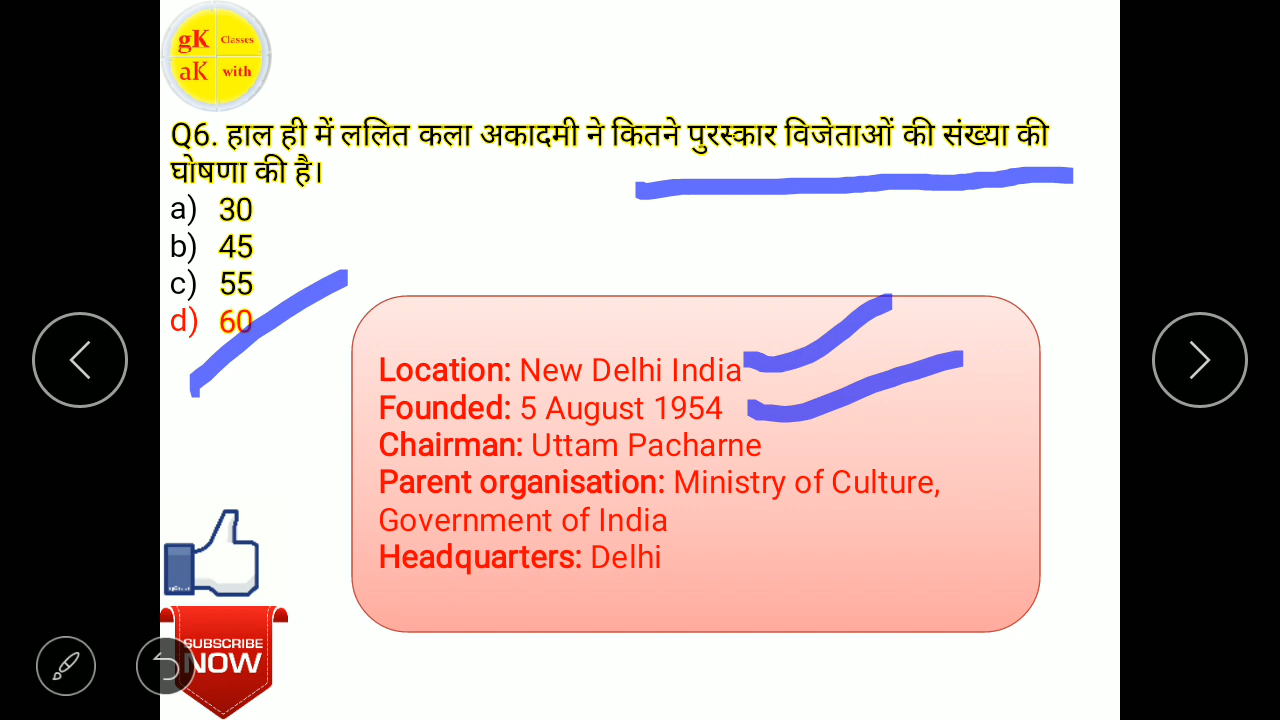 gK Classes
aK with
Q6. हाल ही में ललित कला अकादमी ने कितने पुरस्कार विजेताओं की संख्या की
घोषणा की है।
a) 30
b) 45
c) 55
d) 60
Location: New Delhi India
Founded: 5 August 1954
Chairman: Uttam Pacharne
Parent organisation: Ministry of Culture,
Government of India
Headquarters: Delhi
SUBSCRIBE
NOW